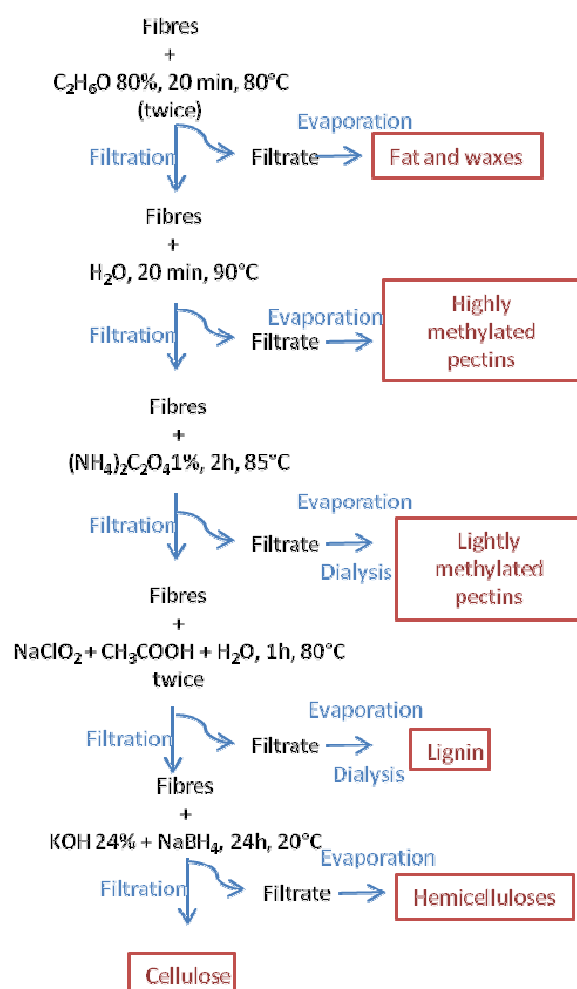 Fibres
+
C₂H₆O 80%, 20 min, 80°C
(twice)
Evaporation
Filtration
Filtrate
Fat and waxes
Fibres
+
H₂O, 20 min, 90°C
Evaporation
Filtration
Filtrate
Highly
methylated
pectins
Fibres
+
(NH₄)₂C₂O₄1%, 2h, 85°C
Evaporation
Filtration
Filtrate
Dialysis
Lightly
methylated
pectins
Fibres
+
NaClO₂ + CH₃COOH + H₂O, 1h, 80°C
twice
Evaporation
Filtration
Filtrate
Dialysis
Lignin
Fibres
+
KOH 24% + NaBH₄, 24h, 20°C
Evaporation
Filtration
Filtrate
Hemicelluloses
Cellulose